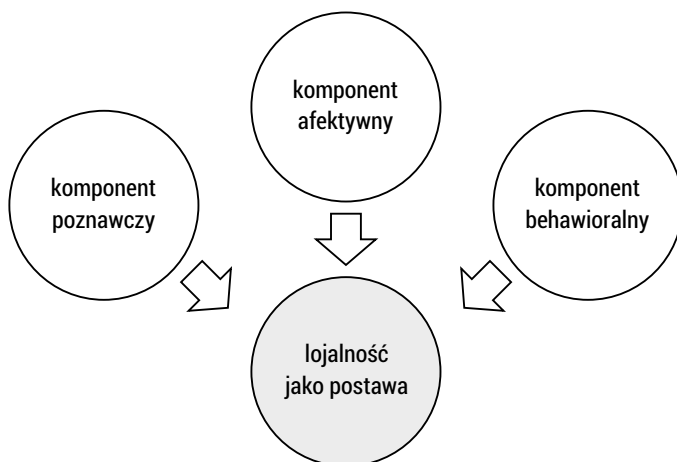 komponent
afektywny
komponent
poznawczy
komponent
behawioralny
lojalność
jako postawa